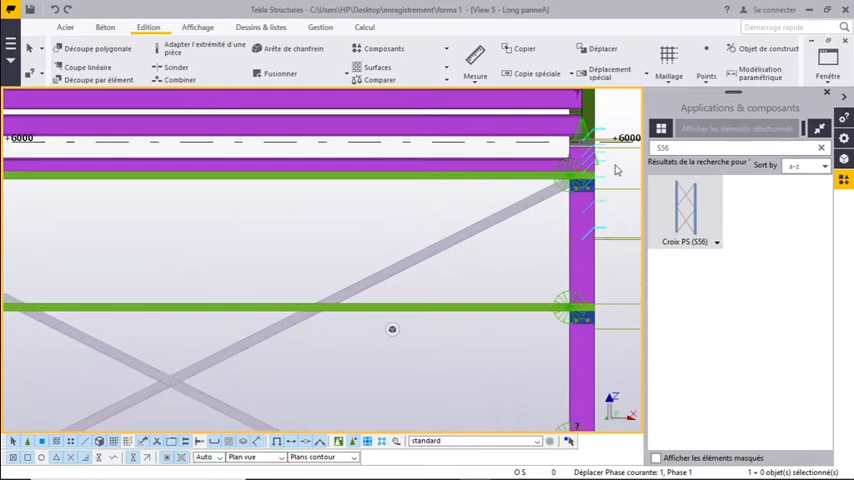 Tekla Structures - C:\Users\HP\Desktop\enregistrement\forma 1 - [View 5 - Long panneA]
Se connecter
Acier Béton Edition Affichage Dessins & listes Gestion Calcul
Démarrage rapide
Découpe polygonale
Coupe linéaire
Découpe par élément
Adapter l'extrémité d'une pièce
Scinder
Combiner
Arête de chanfrein
Fusionner
Composants
Surfaces
Comparer
Mesure
Copier
Copie spéciale
Déplacer
Déplacement spécial
Maillage
Points
Objet de construct
Modélisation paramétrique
Fenêtre
Applications & composants
Afficher les éléments sélectionnés
S56
Résultats de la recherche pour '
Sort by
a-z
Croix PS (S56)
Afficher les éléments masqués
+6000
+6000
?
?
Z
X
standard
Auto
Plan vue
Plans contour
O S
0
Déplacer Phase courante: 1, Phase 1
1 + 0 objet(s) sélectionné(s)